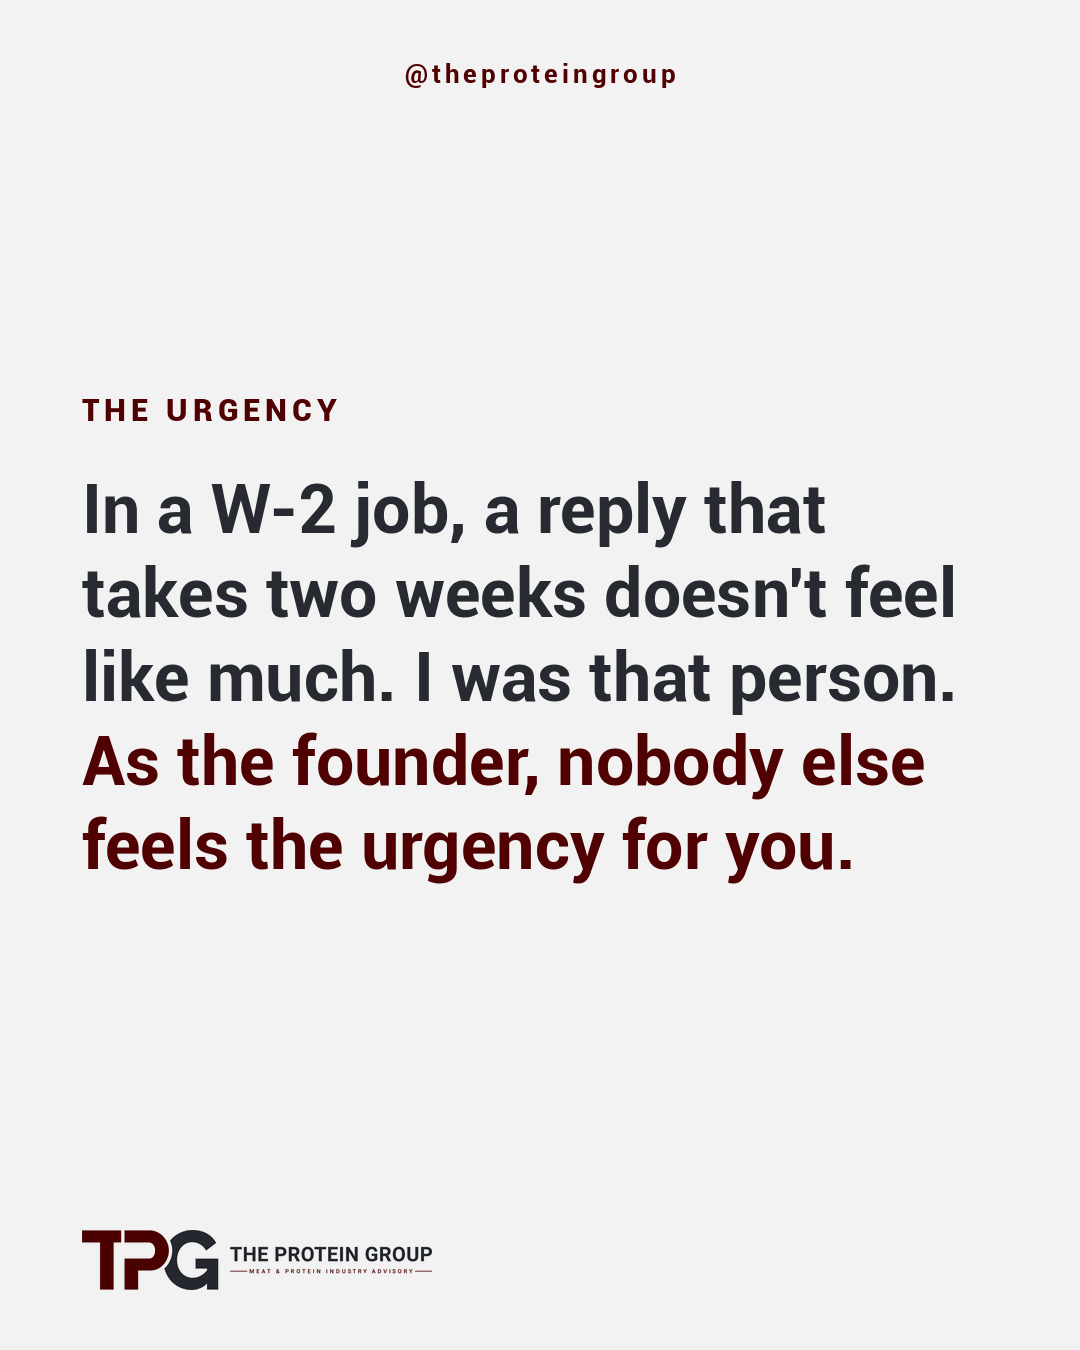 @theproteingroup
THE URGENCY
In a W-2 job, a reply that
takes two weeks doesn't feel
like much. I was that person.
As the founder, nobody else
feels the urgency for you.
TPG
THE PROTEIN GROUP
MEAT & PROTEIN INDUSTRY ADVISORY